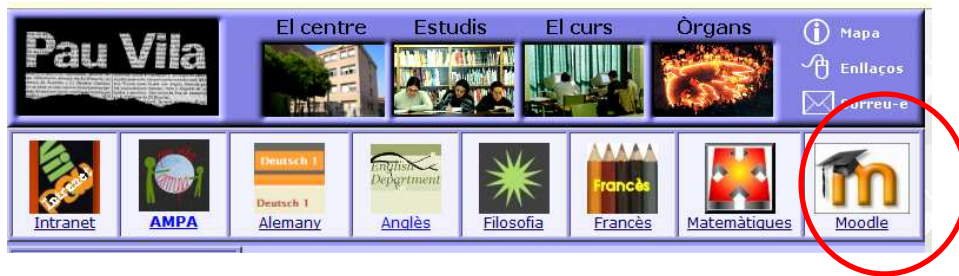 Pau Vila
El centre
Estudis
El curs
Òrgans
Mapa
Enllaços
Correu-e
Intranet
Deutsch 1
Deutsch 1
English
Department
Francès
m
Intranet
AMPA
Alemany
Anglès
Filosofia
Francès
Matemàtiques
Moodle